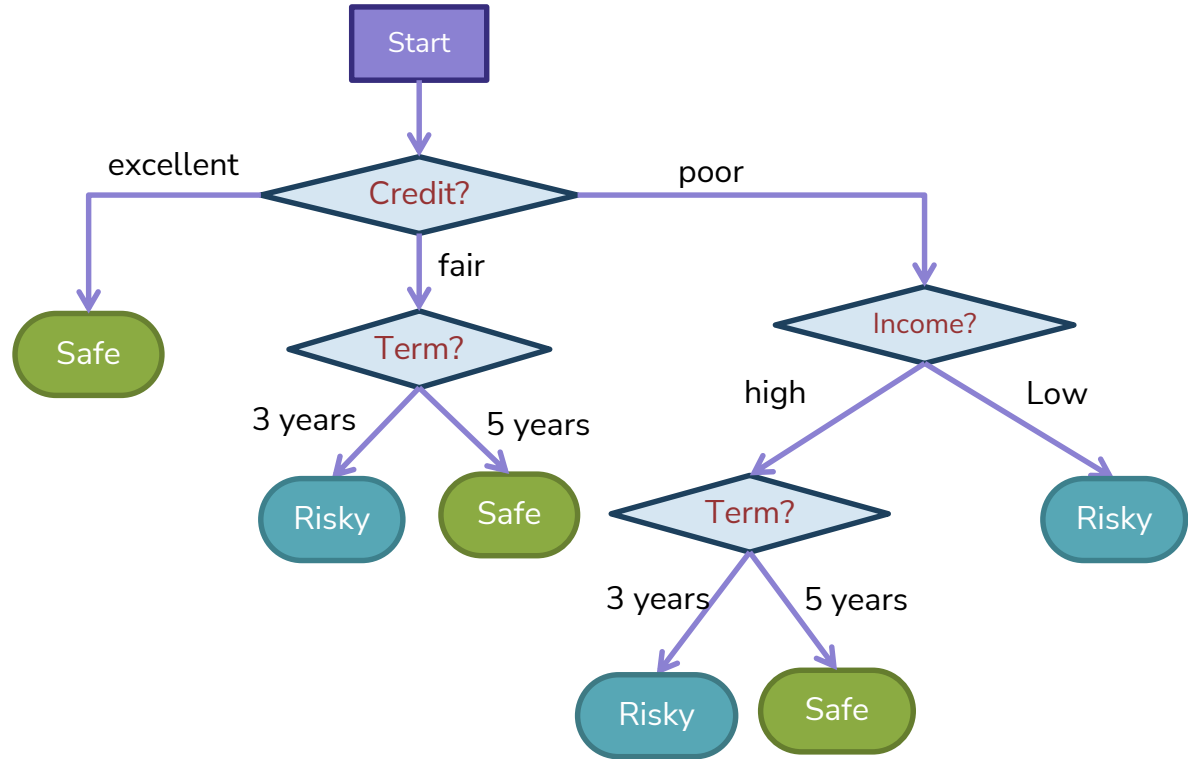 Start
excellent
Credit?
poor
fair
Income?
Safe
Term?
high
Low
3 years
5 years
Risky
Safe
Term?
Risky
3 years
5 years
Risky
Safe